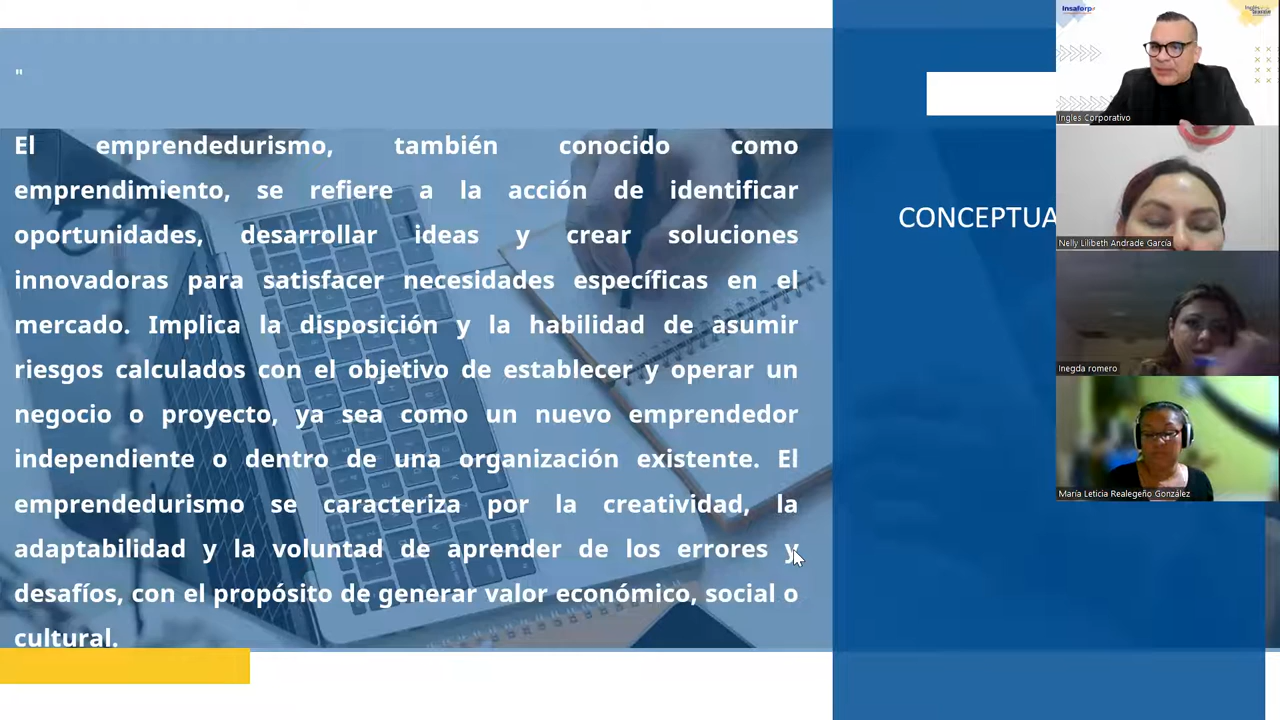 "
El emprendedurismo, también conocido como
emprendimiento, se refiere a la acción de identificar
oportunidades, desarrollar ideas y crear soluciones
innovadoras para satisfacer necesidades específicas en el
mercado. Implica la disposición y la habilidad de asumir
riesgos calculados con el objetivo de establecer y operar un
negocio o proyecto, ya sea como un nuevo emprendedor
independiente o dentro de una organización existente. El
emprendedurismo se caracteriza por la creatividad, la
adaptabilidad y la voluntad de aprender de los errores y
desafíos, con el propósito de generar valor económico, social o
cultural.
CONCEPTUA
Insaforp
Ingles Corporativo
Nelly Lilibeth Andrade García
Inegda romero
María Leticia Realegeño González